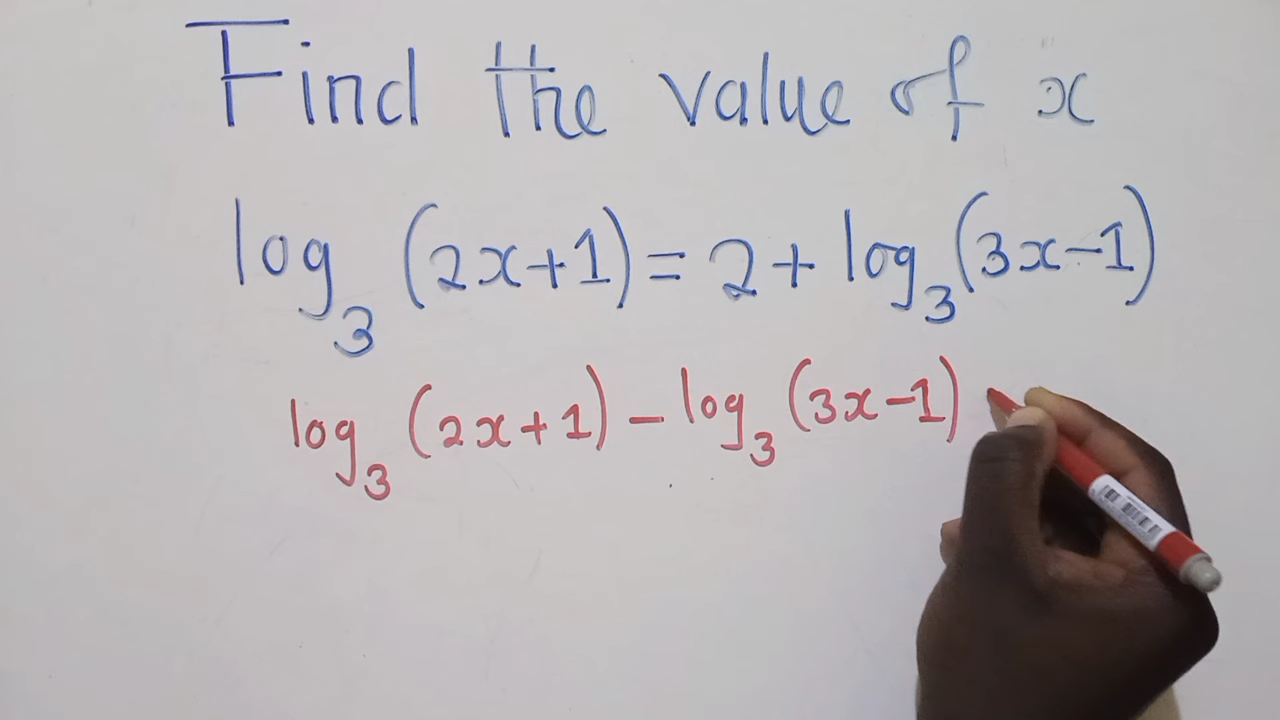 Find the value of x
log₃ (2x+1) = 2 + log₃(3x-1)
log₃ (2x+1) - log₃ (3x-1)